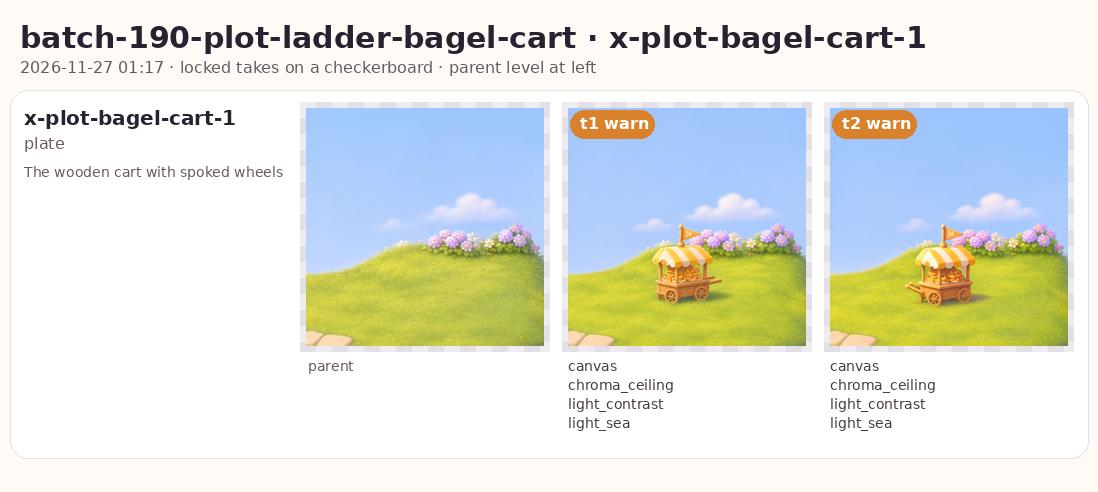 batch-190-plot-ladder-bagel-cart · x-plot-bagel-cart-1
2026-11-27 01:17 · locked takes on a checkerboard · parent level at left
x-plot-bagel-cart-1
plate
The wooden cart with spoked wheels
parent
t1 warn
canvas
chroma_ceiling
light_contrast
light_sea
t2 warn
canvas
chroma_ceiling
light_contrast
light_sea